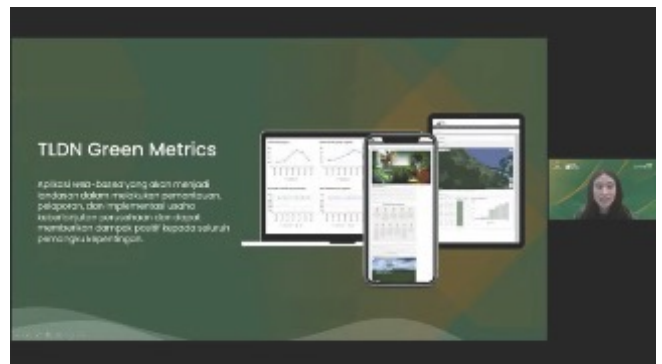 TLDN Green Metrics
Aplikasi web-based yang akan menjadi
landasan dalam melakukan pemantauan,
pelaporan, dan implementasi usaha
keberlanjutan perusahaan dan dapat
memberikan dampak positif kepada seluruh
pemangku kepentingan.